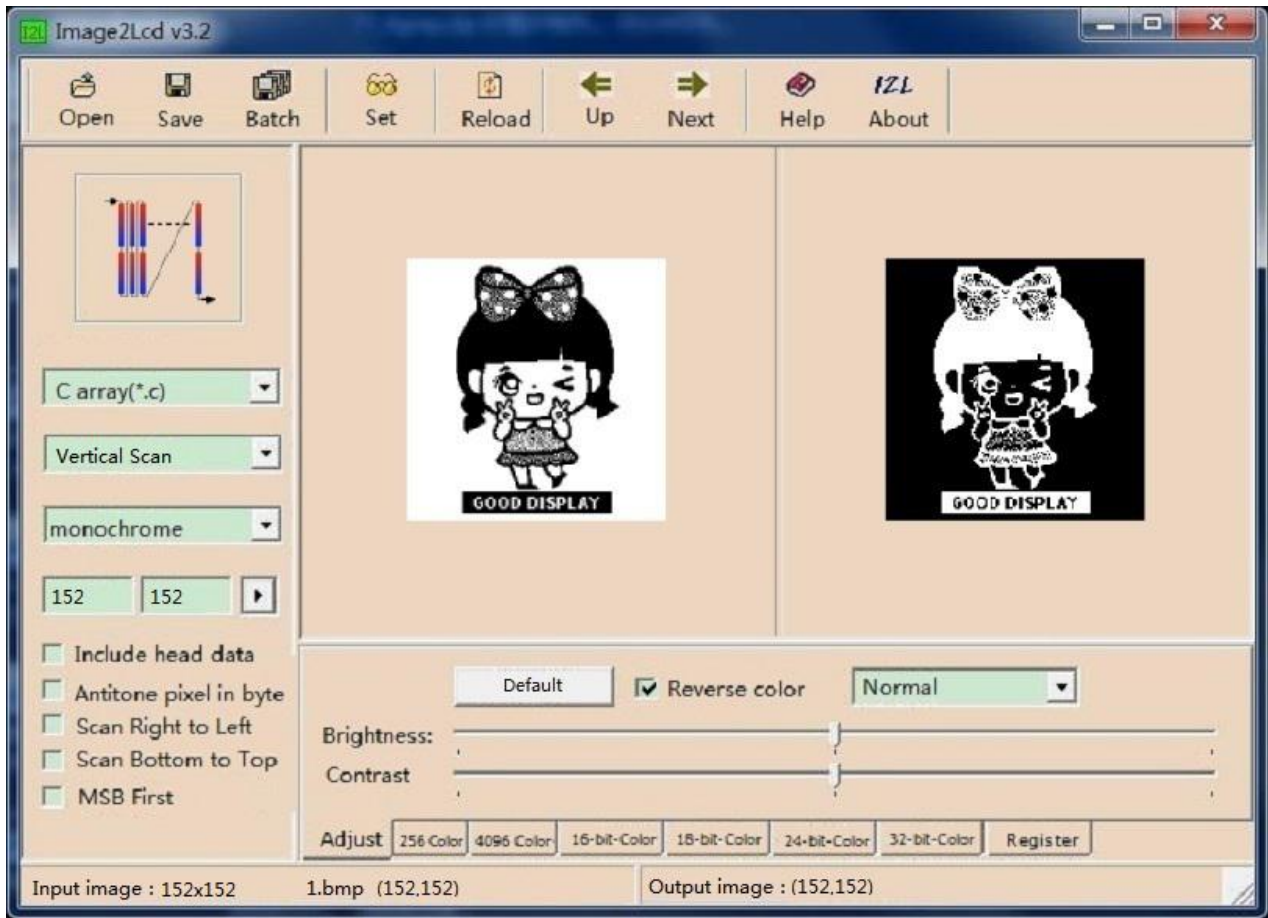 I2L Image2Lcd v3.2
Open Save Batch Set Reload Up Next Help About
I2L
C array(*.c)
Vertical Scan
monochrome
152 152
Include head data
Antitone pixel in byte
Scan Right to Left
Scan Bottom to Top
MSB First
GOOD DISPLAY
GOOD DISPLAY
Default Reverse color Normal
Brightness:
Contrast
Adjust 256 Color 4096 Color 16-bit-Color 18-bit-Color 24-bit-Color 32-bit-Color Register
Input image : 152x152 1.bmp (152,152) Output image : (152,152)